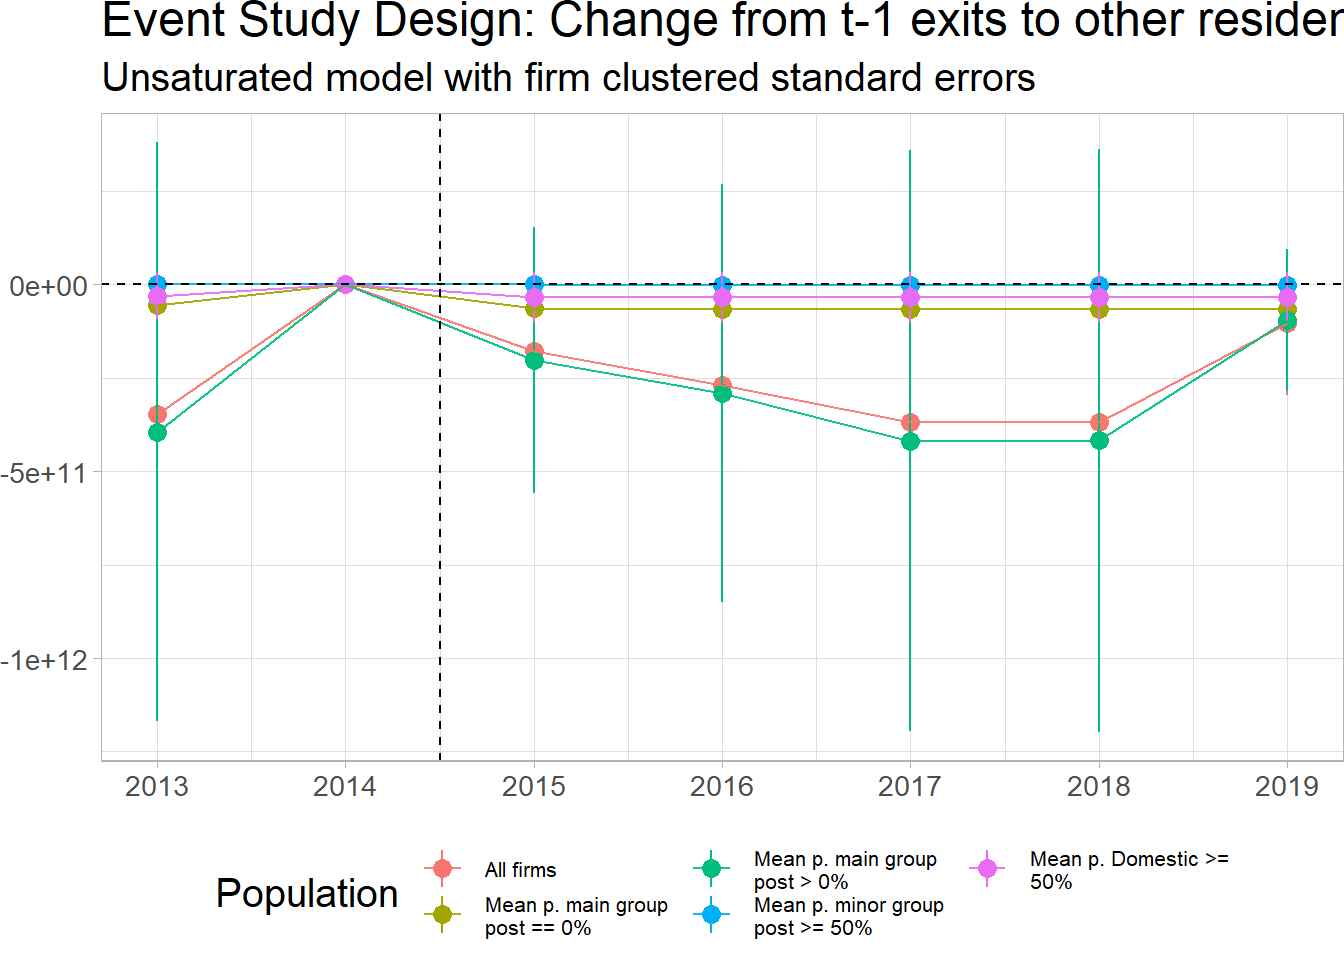 Event Study Design: Change from t-1 exits to other residen
Unsaturated model with firm clustered standard errors
0e+00
-5e+11
-1e+12
2013 2014 2015 2016 2017 2018 2019
Population
All firms
Mean p. main group
post == 0%
Mean p. main group
post > 0%
Mean p. minor group
post >= 50%
Mean p. Domestic >=
50%